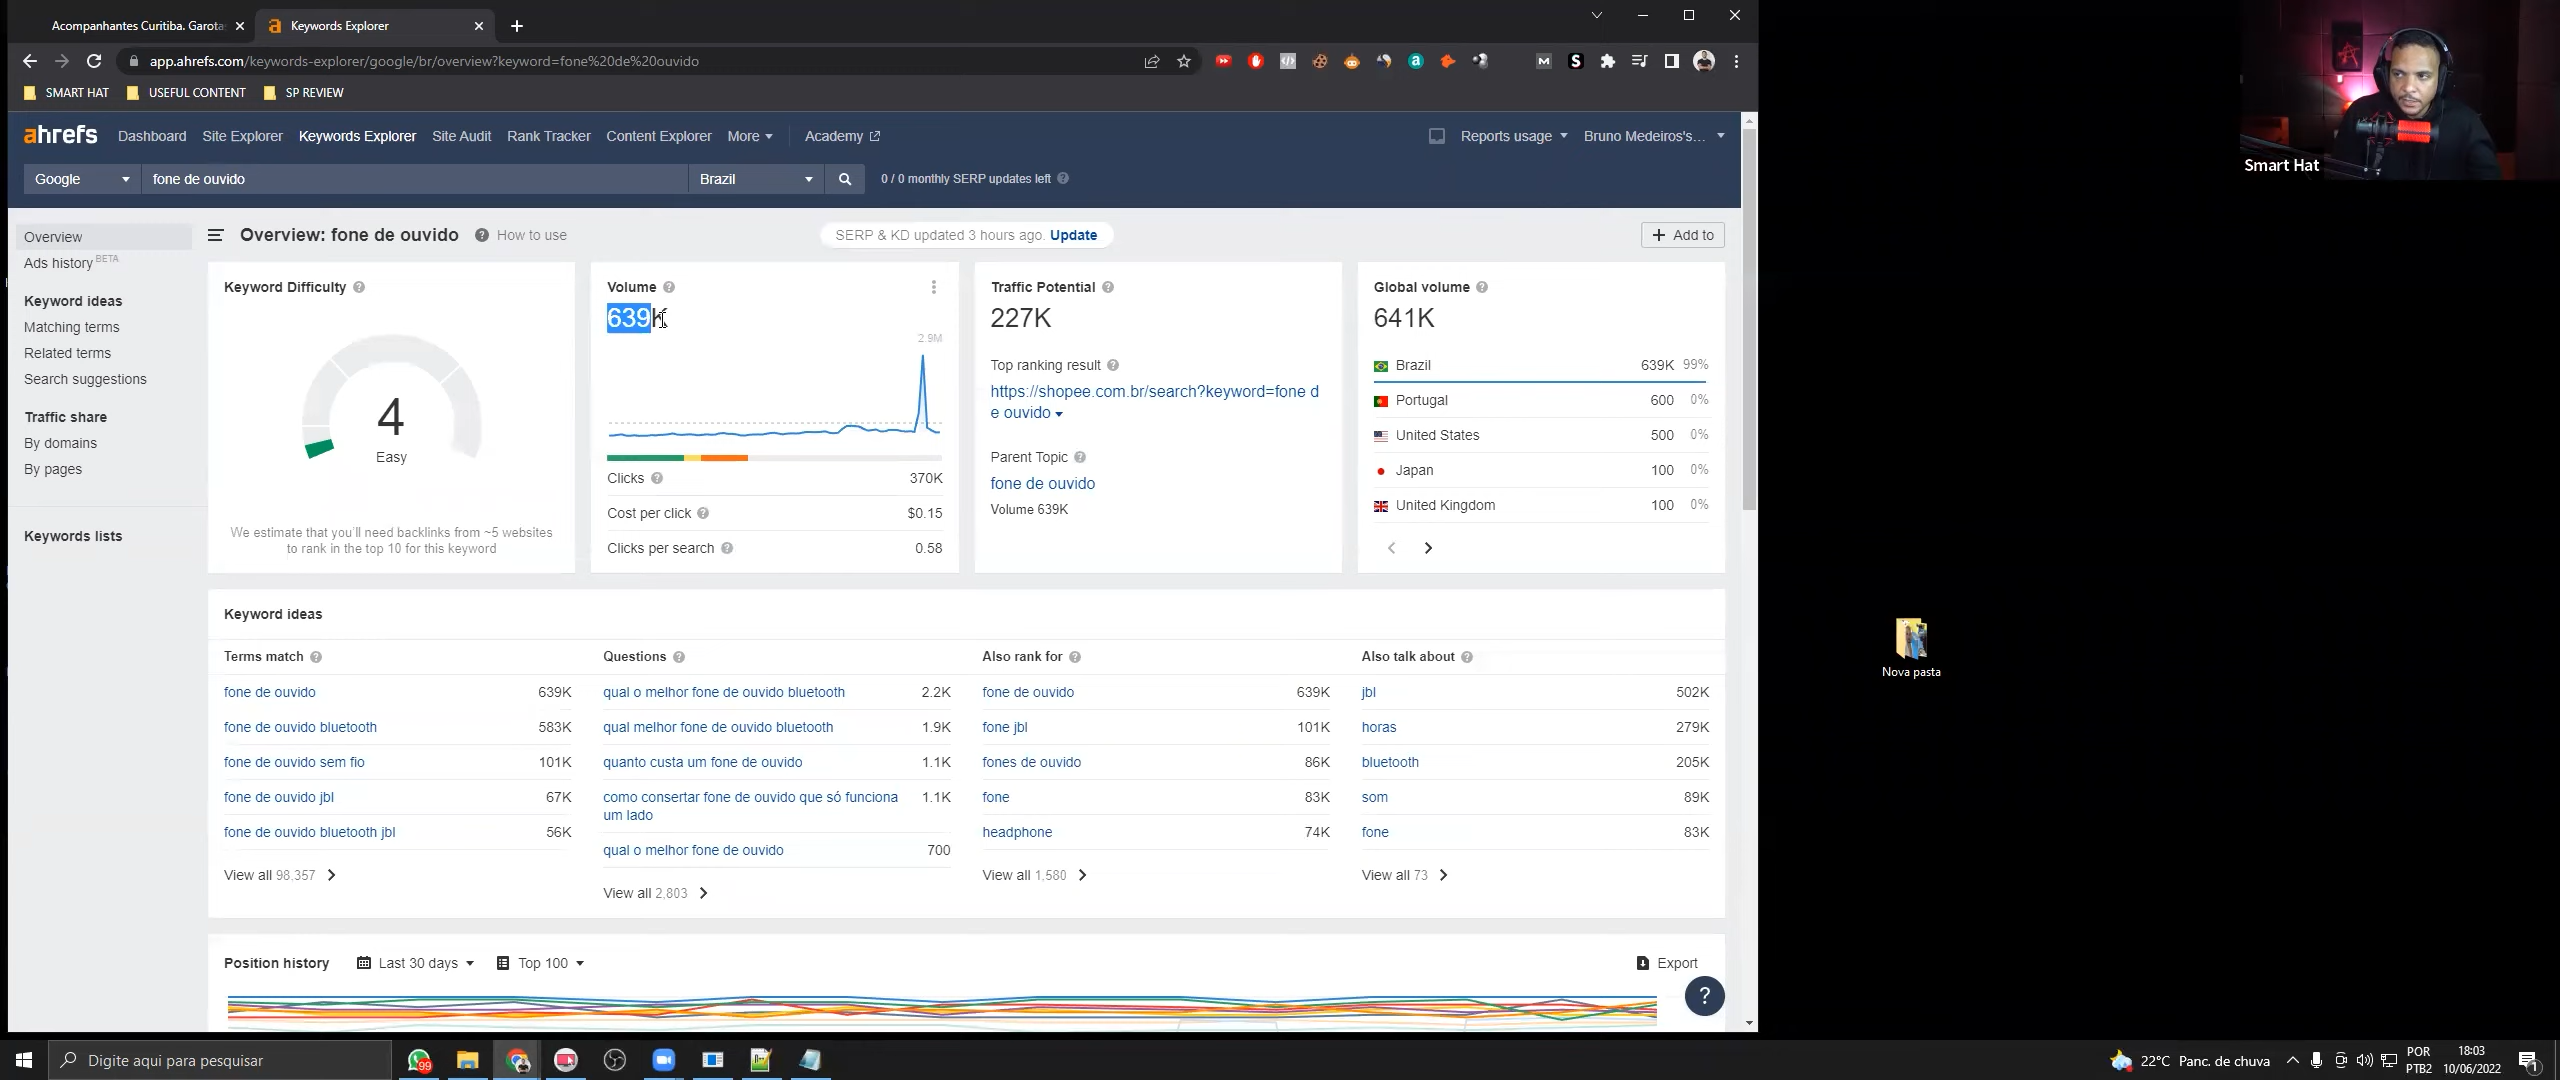 Acompanhantes Curitiba. Garota
Keywords Explorer
app.ahrefs.com/keywords-explorer/google/br/overview?keyword=fone%20de%20ouvido
SMART HAT
USEFUL CONTENT
SP REVIEW
ahrefs
Dashboard
Site Explorer
Keywords Explorer
Site Audit
Rank Tracker
Content Explorer
More
Academy
Reports usage
Bruno Medeiros's...
Smart Hat
Google
fone de ouvido
Brazil
0 / 0 monthly SERP updates left
Overview
Ads history BETA
Keyword ideas
Matching terms
Related terms
Search suggestions
Traffic share
By domains
By pages
Keywords lists
Overview: fone de ouvido
How to use
SERP & KD updated 3 hours ago. Update
+ Add to
Keyword Difficulty
4
Easy
We estimate that you'll need backlinks from ~5 websites
to rank in the top 10 for this keyword
Volume
639K
2.9M
Clicks 370K
Cost per click $0.15
Clicks per search 0.58
Traffic Potential
227K
Top ranking result
https://shopee.com.br/search?keyword=fone d
e ouvido
Parent Topic
fone de ouvido
Volume 639K
Global volume
641K
Brazil 639K 99%
Portugal 600 0%
United States 500 0%
Japan 100 0%
United Kingdom 100 0%
Keyword ideas
Terms match
fone de ouvido 639K
fone de ouvido bluetooth 583K
fone de ouvido sem fio 101K
fone de ouvido jbl 67K
fone de ouvido bluetooth jbl 56K
View all 98,357
Questions
qual o melhor fone de ouvido bluetooth 2.2K
qual melhor fone de ouvido bluetooth 1.9K
quanto custa um fone de ouvido 1.1K
como consertar fone de ouvido que só funciona 1.1K
um lado
qual o melhor fone de ouvido 700
View all 2,803
Also rank for
fone de ouvido 639K
fone jbl 101K
fones de ouvido 86K
fone 83K
headphone 74K
View all 1,580
Also talk about
jbl 502K
horas 279K
bluetooth 205K
som 89K
fone 83K
View all 73
Nova pasta
Position history
Last 30 days
Top 100
Export
?
Digite aqui para pesquisar
99
22°C Panc. de chuva
POR
PTB2
18:03
10/06/2022
1